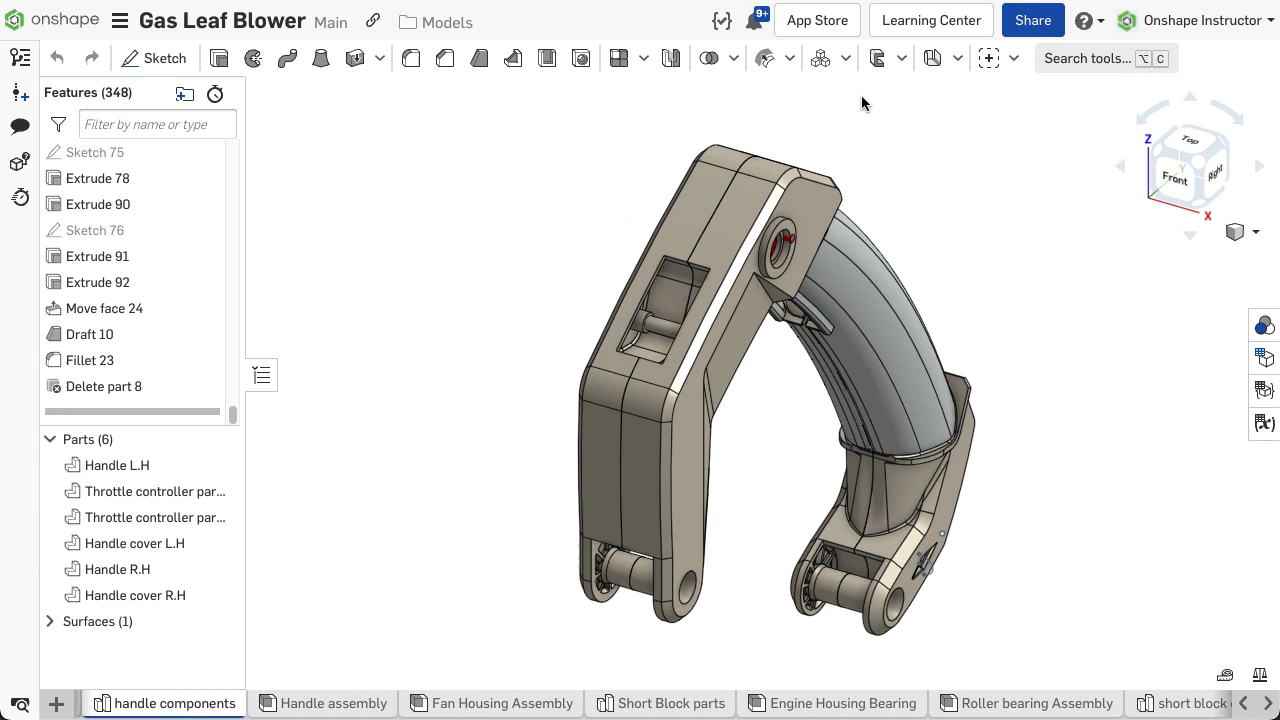 onshape Gas Leaf Blower Main Models 9+ App Store Learning Center Share Onshape Instructor
Sketch Search tools... ⌥ C
Features (348)
Filter by name or type
Sketch 75
Extrude 78
Extrude 90
Sketch 76
Extrude 91
Extrude 92
Move face 24
Draft 10
Fillet 23
Delete part 8
Parts (6)
Handle L.H
Throttle controller par...
Throttle controller par...
Handle cover L.H
Handle R.H
Handle cover R.H
Surfaces (1)
Z
Top
Y
Front
Right
X
(x)
handle components Handle assembly Fan Housing Assembly Short Block parts Engine Housing Bearing Roller bearing Assembly short block